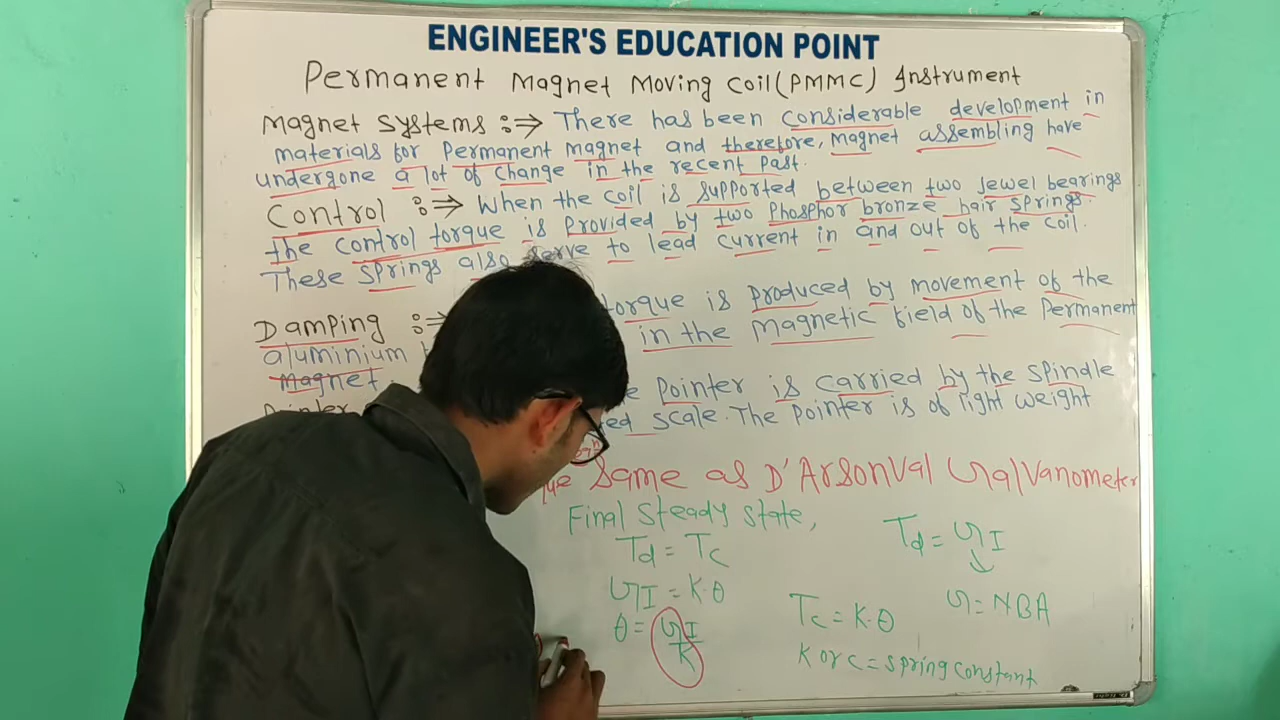 ENGINEER'S EDUCATION POINT
Permanent Magnet Moving Coil (PMMC) Instrument
Magnet Systems :⇒ There has been considerable development in
materials for Permanent magnet and therefore, Magnet assembling have
undergone a lot of change in the recent Past.
Control :⇒ When the coil is supported between two Jewel bearings
the control torque is provided by two Phosphor bronze hair springs.
These springs also serve to lead current in and out of the coil.
Damping :⇒ torque is produced by movement of the
aluminium in the magnetic field of the Permanent
magnet.
Pointer Pointer is carried by the spindle
scale. The pointer is of light weight
Same as D'Arsonval Galvanometer
Final Steady state,
Td = Tc
GI = K·θ
θ = GI/K
Td = GI
G = NBA
Tc = K·θ
K or C = spring constant